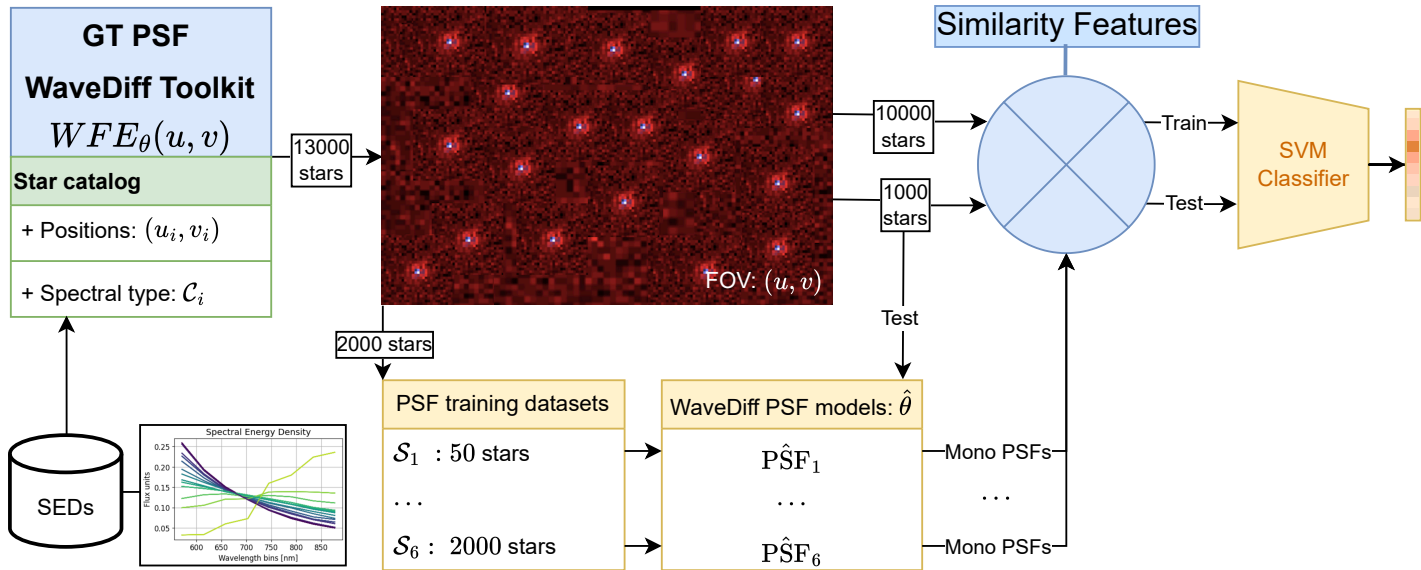 GT PSF
WaveDiff Toolkit
WFE_θ(u, v)
Star catalog
+ Positions: (u_i, v_i)
+ Spectral type: 𝒞_i
SEDs
Spectral Energy Density
Flux units
0.25
0.20
0.15
0.10
0.05
600
650
700
750
800
850
Wavelength bins [nm]
13000
stars
FOV: (u, v)
2000 stars
10000
stars
1000
stars
Test
PSF training datasets
𝒮_1 : 50 stars
...
𝒮_6 : 2000 stars
WaveDiff PSF models: θ̂
PŜF_1
...
PŜF_6
Mono PSFs
...
Mono PSFs
Similarity Features
Train
Test
SVM
Classifier